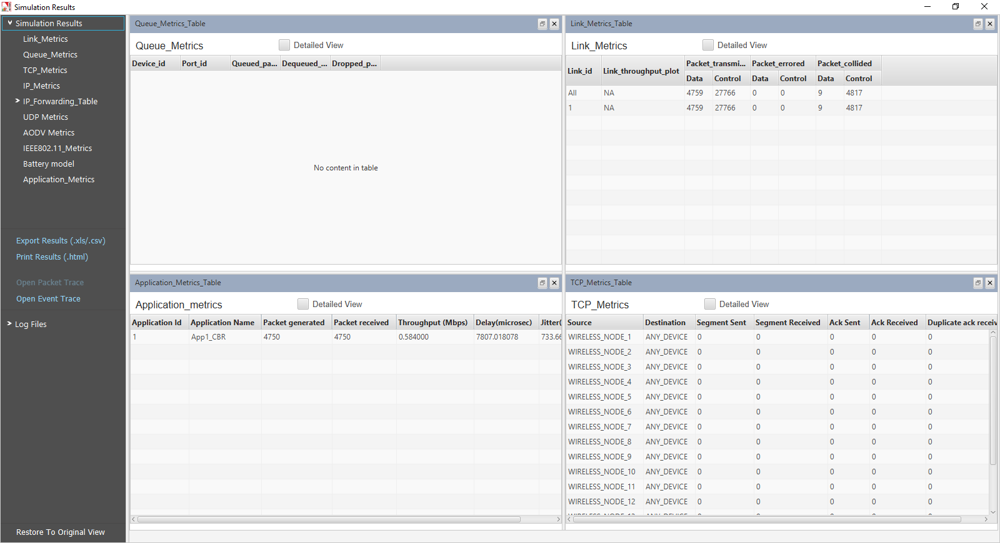 Simulation Results
Simulation Results
Link_Metrics
Queue_Metrics
TCP_Metrics
IP_Metrics
IP_Forwarding_Table
UDP Metrics
AODV Metrics
IEEE802.11_Metrics
Battery model
Application_Metrics
Export Results (.xls/.csv)
Print Results (.html)
Open Packet Trace
Open Event Trace
Log Files
Restore To Original View
Queue_Metrics_Table
Queue_Metrics Detailed View
Device_id Port_id Queued_pa... Dequeued_... Dropped_p...
No content in table
Link_Metrics_Table
Link_Metrics Detailed View
Link_id Link_throughput_plot Packet_transmi... Packet_errored Packet_collided
Data Control Data Control Data Control
All NA 4759 27766 0 0 9 4817
1 NA 4759 27766 0 0 9 4817
Application_Metrics_Table
Application_metrics Detailed View
Application Id Application Name Packet generated Packet received Throughput (Mbps) Delay(microsec) Jitter(
1 App1_CBR 4750 4750 0.584000 7807.018078 733.66
TCP_Metrics_Table
TCP_Metrics Detailed View
Source Destination Segment Sent Segment Received Ack Sent Ack Received Duplicate ack receiv
WIRELESS_NODE_1 ANY_DEVICE 0 0 0 0 0
WIRELESS_NODE_2 ANY_DEVICE 0 0 0 0 0
WIRELESS_NODE_3 ANY_DEVICE 0 0 0 0 0
WIRELESS_NODE_4 ANY_DEVICE 0 0 0 0 0
WIRELESS_NODE_5 ANY_DEVICE 0 0 0 0 0
WIRELESS_NODE_6 ANY_DEVICE 0 0 0 0 0
WIRELESS_NODE_7 ANY_DEVICE 0 0 0 0 0
WIRELESS_NODE_8 ANY_DEVICE 0 0 0 0 0
WIRELESS_NODE_9 ANY_DEVICE 0 0 0 0 0
WIRELESS_NODE_10 ANY_DEVICE 0 0 0 0 0
WIRELESS_NODE_11 ANY_DEVICE 0 0 0 0 0
WIRELESS_NODE_12 ANY_DEVICE 0 0 0 0 0